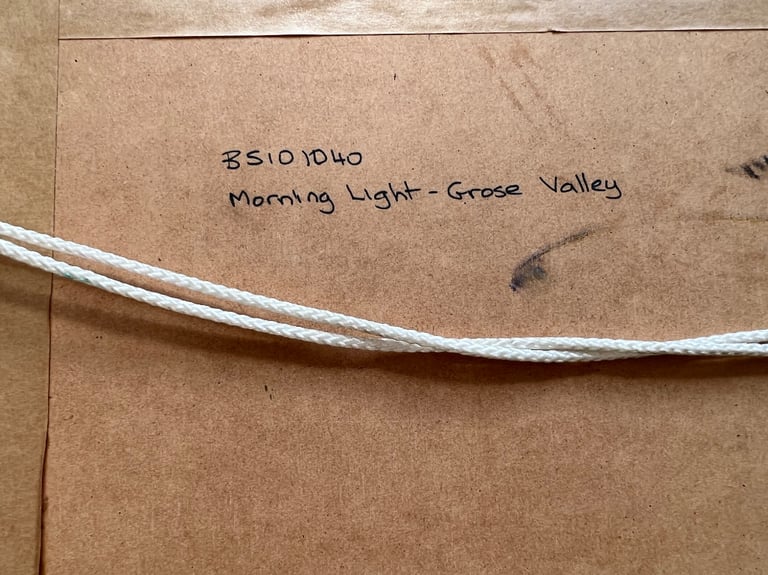 BS101040
Morning Light - Grose Valley